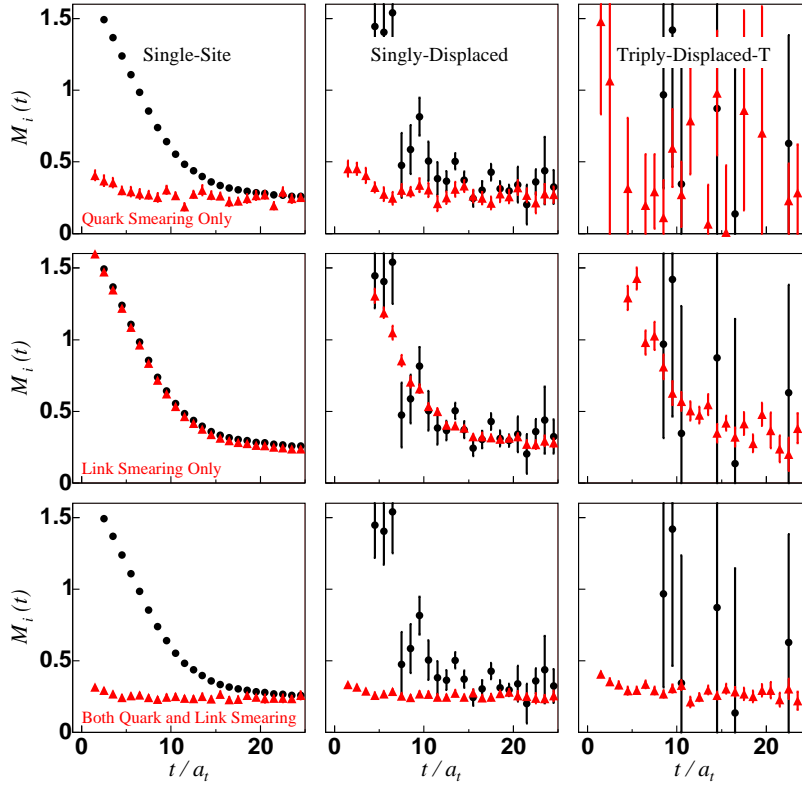 1.5
1
0.5
0
M_i(t)
Single-Site
Quark Smearing Only
Singly-Displaced
Triply-Displaced-T
1.5
1
0.5
0
M_i(t)
Link Smearing Only
1.5
1
0.5
0
M_i(t)
Both Quark and Link Smearing
0 10 20
t / a_t
0 10 20
t / a_t
0 10 20
t / a_t